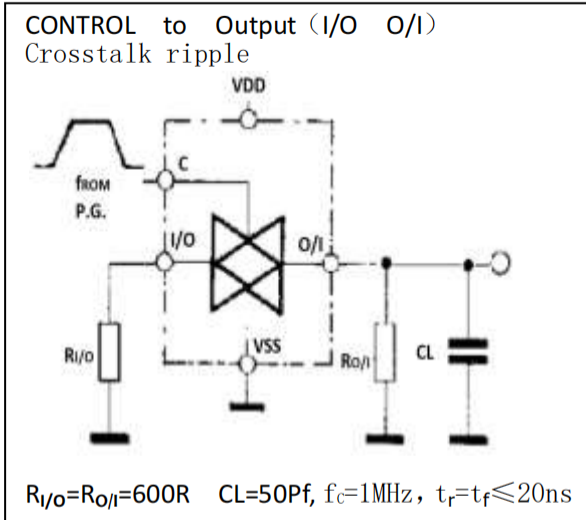 CONTROL to Output（I/O O/I）
Crosstalk ripple
VDD
C
fROM
P.G.
I/O
O/I
VSS
RI/O
RO/I
CL
RI/O=RO/I=600R CL=50Pf, fc=1MHz, tr=tf≤20ns